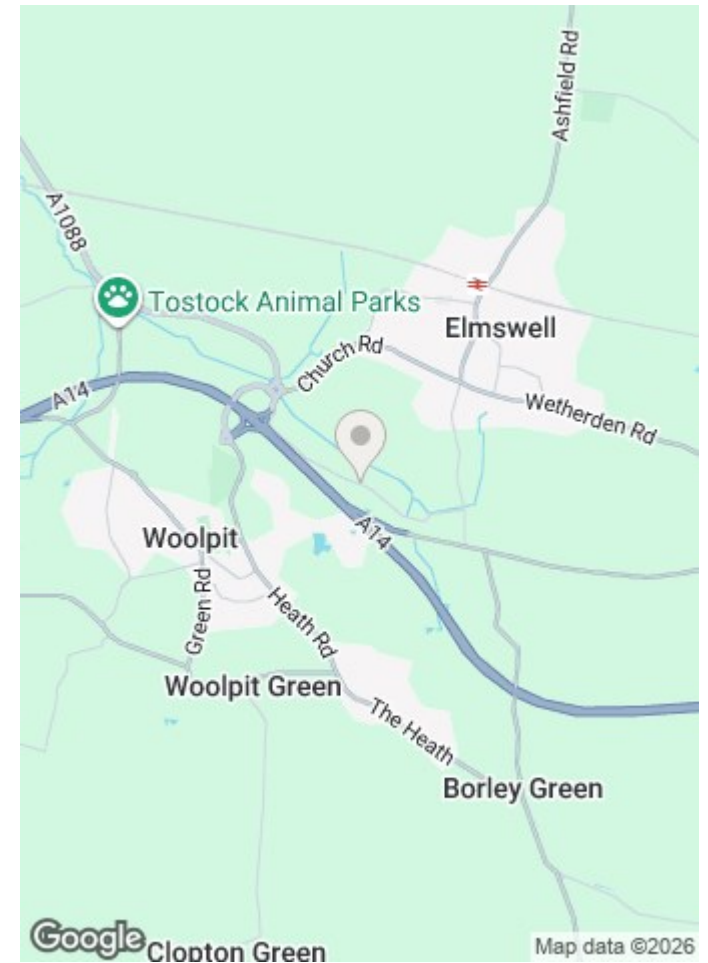 Ashfield Rd
A1088
Tostock Animal Parks
Elmswell
Church Rd
A14
Wetherden Rd
Woolpit
A14
Green Rd
Heath Rd
Woolpit Green
The Heath
Borley Green
Google
Clopton Green
Map data ©2026